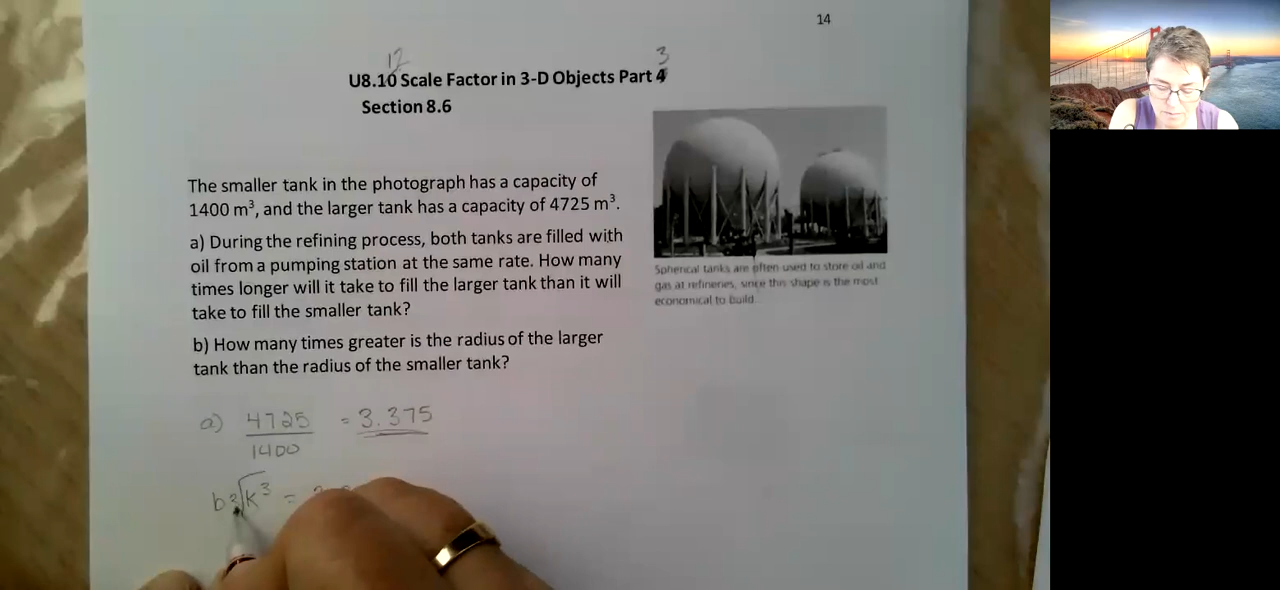 14
12
3
U8.10 Scale Factor in 3-D Objects Part 4
Section 8.6
The smaller tank in the photograph has a capacity of
1400 m³, and the larger tank has a capacity of 4725 m³.
a) During the refining process, both tanks are filled with
oil from a pumping station at the same rate. How many
times longer will it take to fill the larger tank than it will
take to fill the smaller tank?
b) How many times greater is the radius of the larger
tank than the radius of the smaller tank?
Spherical tanks are often used to store oil and
gas at refineries, since this shape is the most
economical to build.
a) 4725 = 3.375
1400
b ∛k³ =